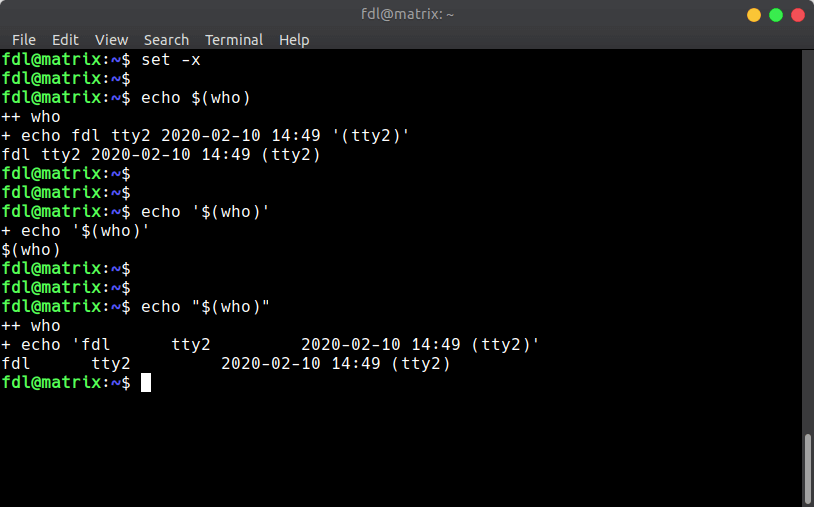 fdl@matrix: ~
File Edit View Search Terminal Help
fdl@matrix:~$ set -x
fdl@matrix:~$
fdl@matrix:~$ echo $(who)
++ who
+ echo fdl tty2 2020-02-10 14:49 '(tty2)'
fdl tty2 2020-02-10 14:49 (tty2)
fdl@matrix:~$
fdl@matrix:~$
fdl@matrix:~$ echo '$(who)'
+ echo '$(who)'
$(who)
fdl@matrix:~$
fdl@matrix:~$
fdl@matrix:~$ echo "$(who)"
++ who
+ echo 'fdl      tty2         2020-02-10 14:49 (tty2)'
fdl      tty2         2020-02-10 14:49 (tty2)
fdl@matrix:~$